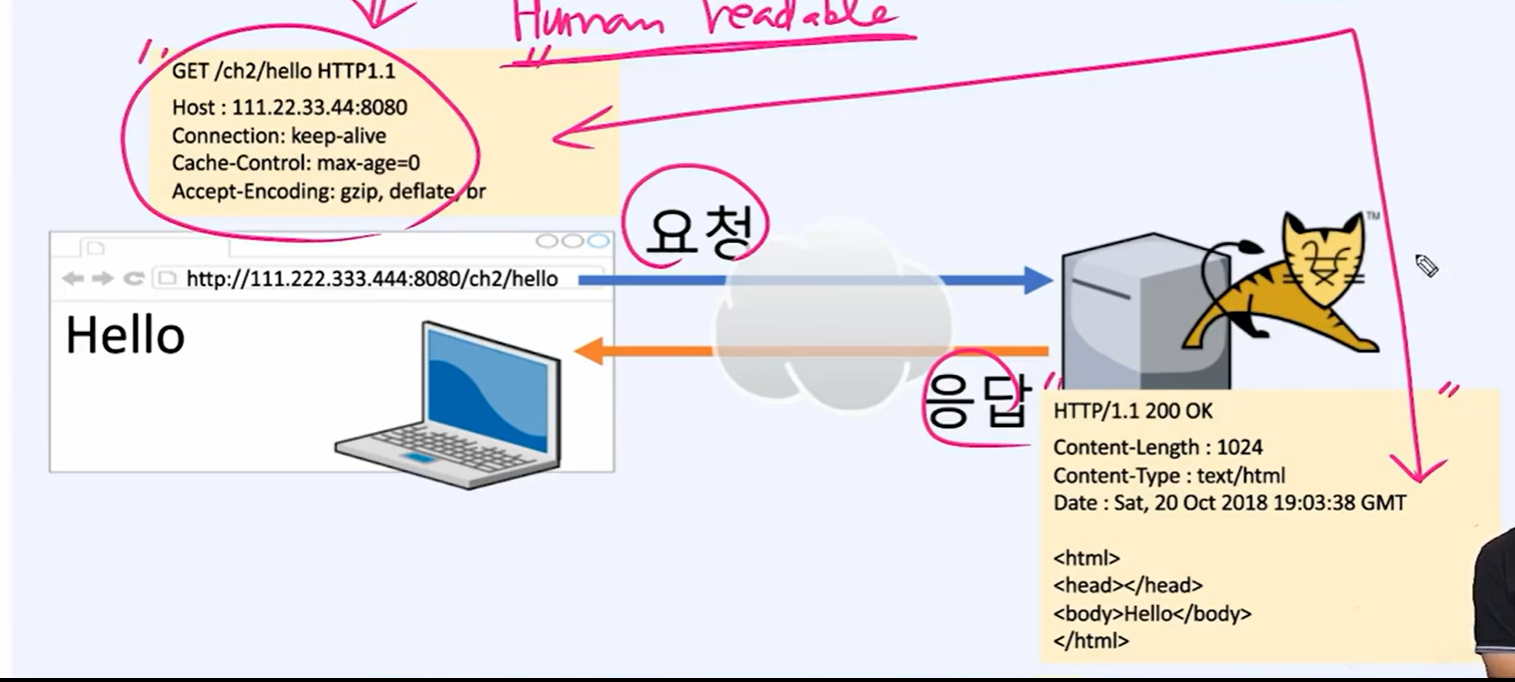 Human readable
" "
GET /ch2/hello HTTP1.1
Host : 111.22.33.44:8080
Connection: keep-alive
Cache-Control: max-age=0
Accept-Encoding: gzip, deflate, br
요청
http://111.222.333.444:8080/ch2/hello
Hello
TM
응답
" "
HTTP/1.1 200 OK
Content-Length : 1024
Content-Type : text/html
Date : Sat, 20 Oct 2018 19:03:38 GMT
<html>
<head></head>
<body>Hello</body>
</html>